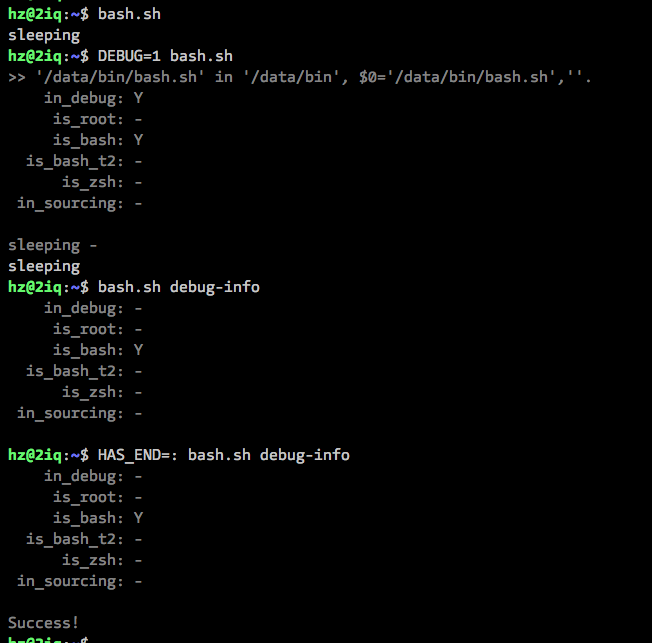 hz@2iq:~$ bash.sh
sleeping
hz@2iq:~$ DEBUG=1 bash.sh
>> '/data/bin/bash.sh' in '/data/bin', $0='/data/bin/bash.sh',''.
    in_debug: Y
     is_root: -
     is_bash: Y
  is_bash_t2: -
      is_zsh: -
 in_sourcing: -

sleeping -
sleeping
hz@2iq:~$ bash.sh debug-info
    in_debug: -
     is_root: -
     is_bash: Y
  is_bash_t2: -
      is_zsh: -
 in_sourcing: -

hz@2iq:~$ HAS_END=: bash.sh debug-info
    in_debug: -
     is_root: -
     is_bash: Y
  is_bash_t2: -
      is_zsh: -
 in_sourcing: -

Success!
hz@2iq:~$